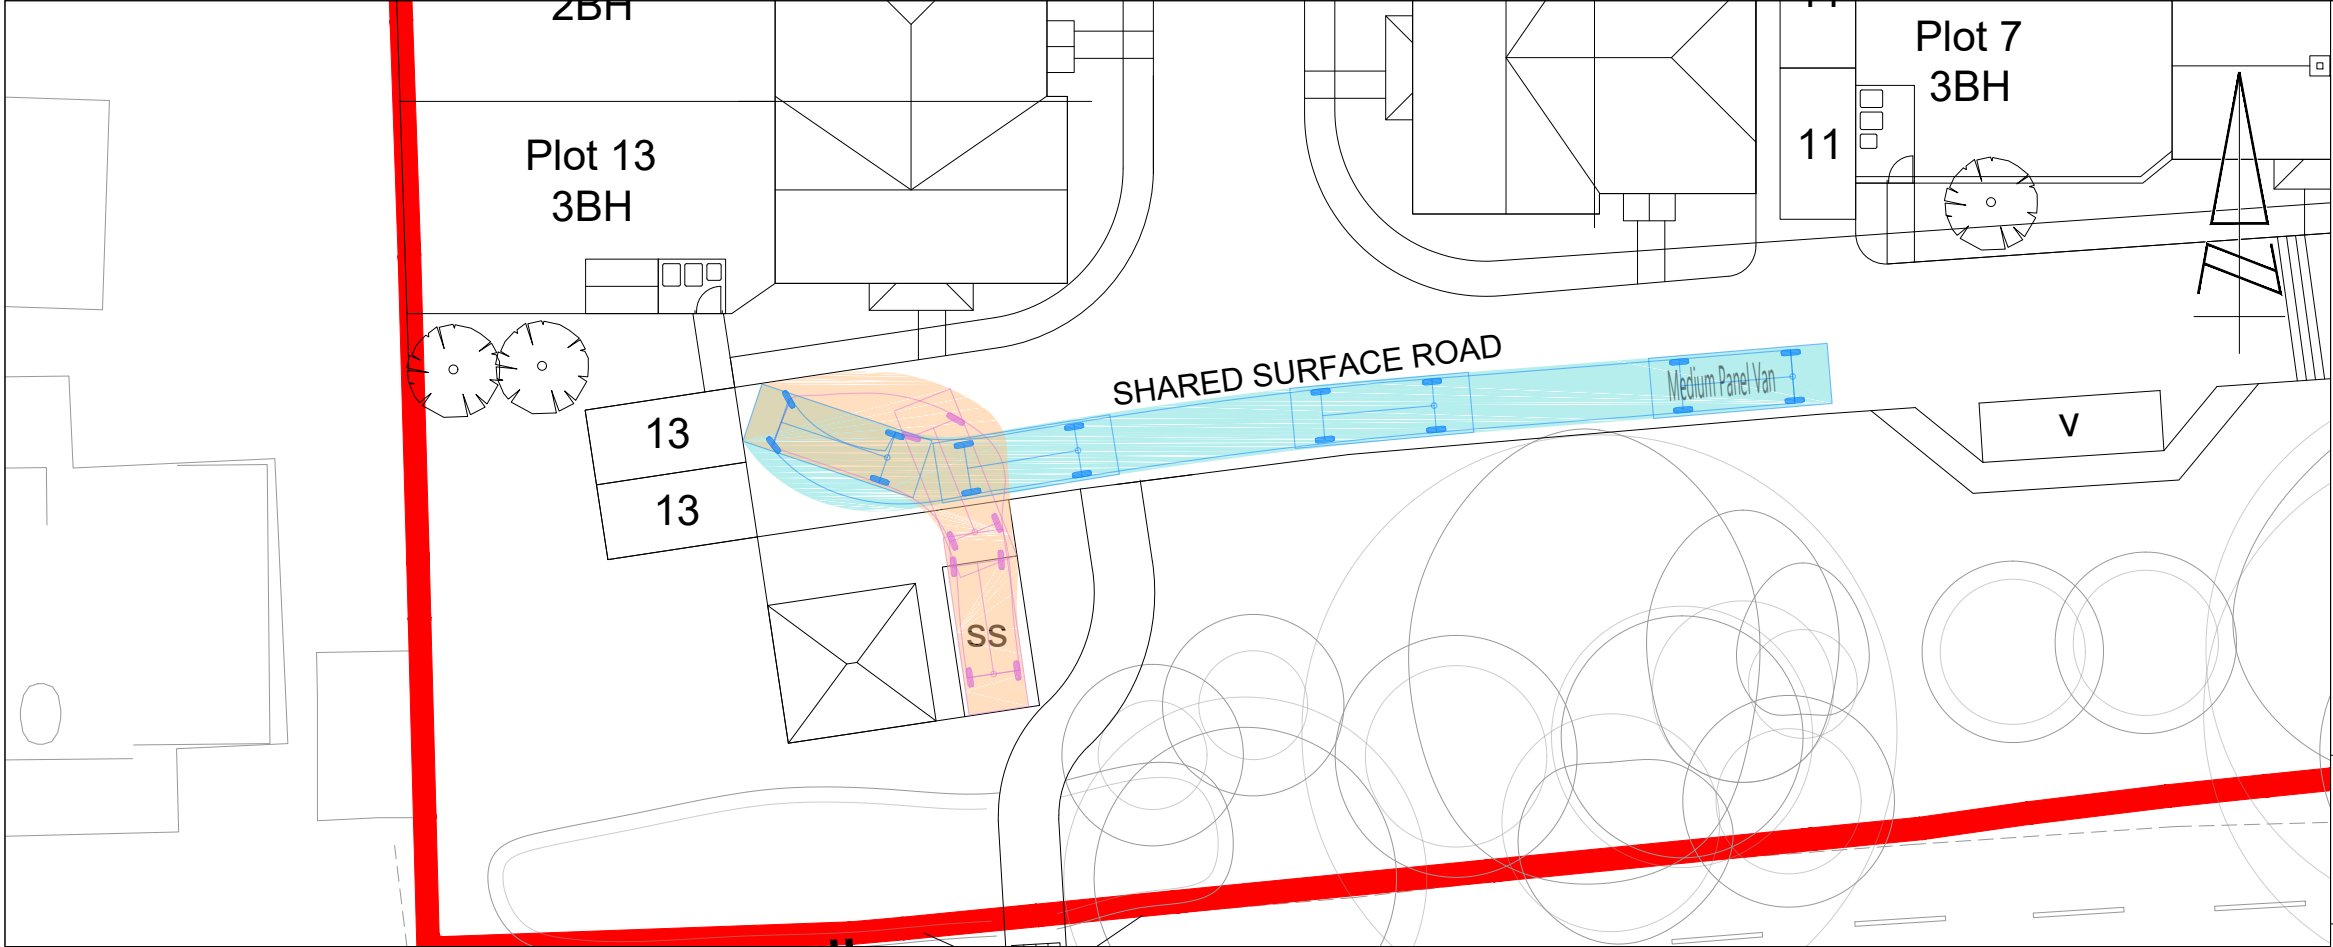 2BH
Plot 7
3BH
11
Plot 13
3BH
SHARED SURFACE ROAD
Medium Panel Van
V
13
13
SS
N